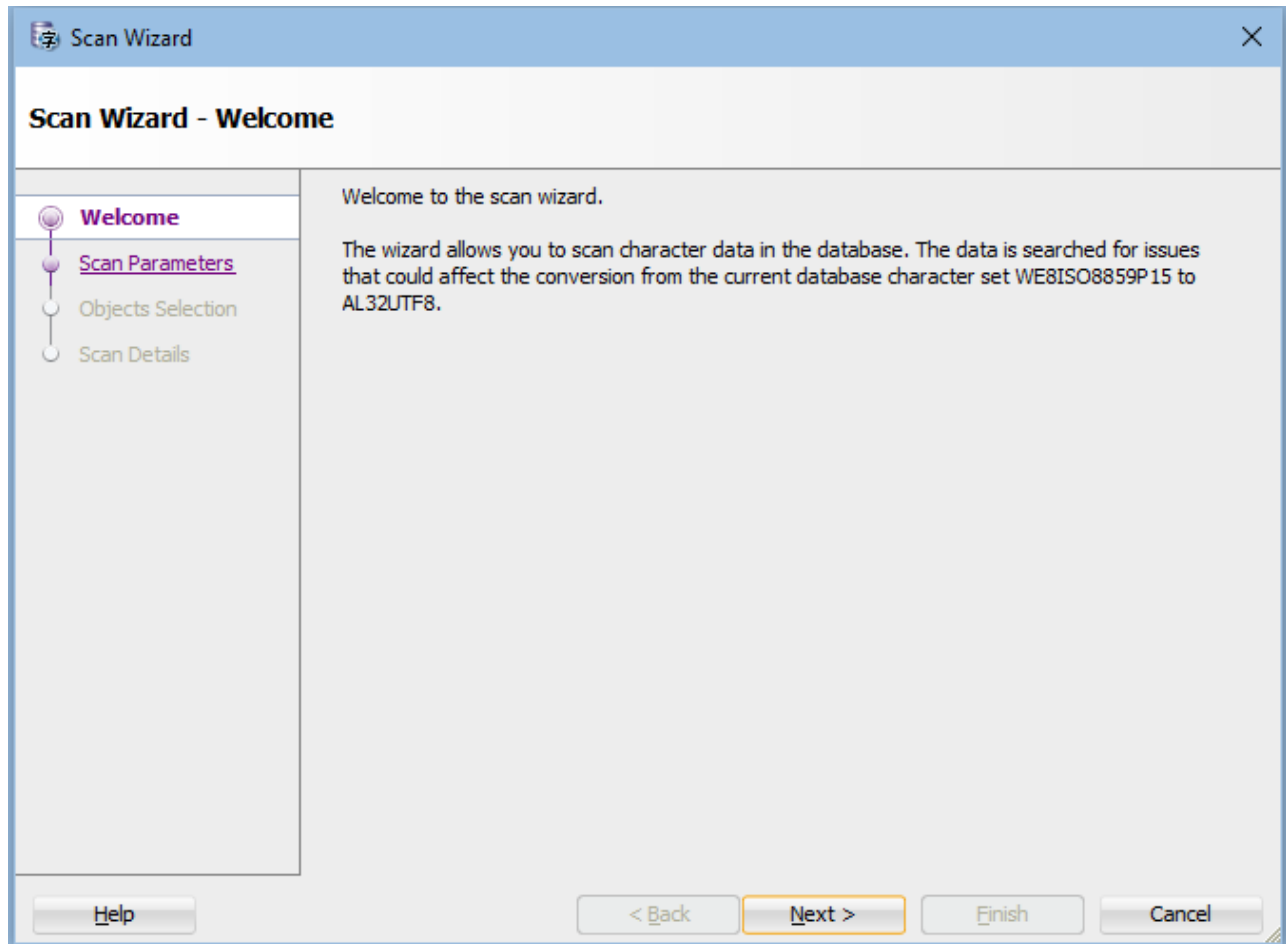 Scan Wizard
Scan Wizard - Welcome
Welcome
Scan Parameters
Objects Selection
Scan Details
Welcome to the scan wizard.
The wizard allows you to scan character data in the database. The data is searched for issues
that could affect the conversion from the current database character set WE8ISO8859P15 to
AL32UTF8.
Help
< Back
Next >
Finish
Cancel